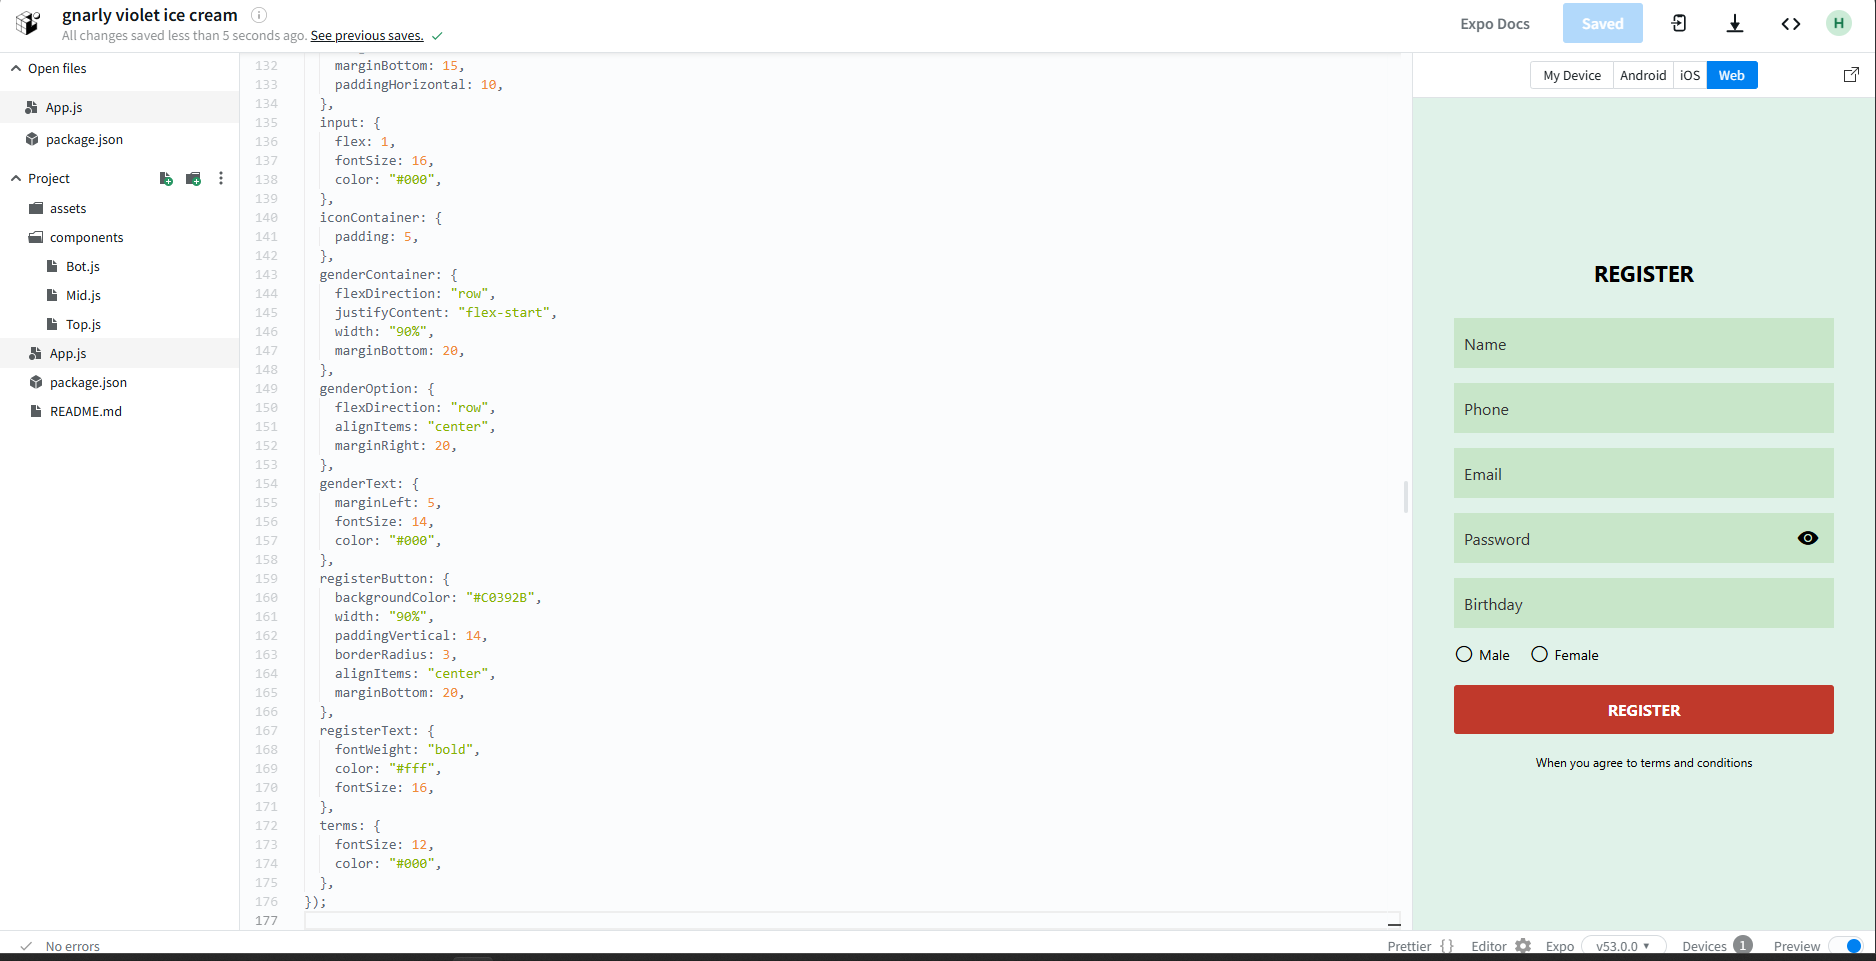 gnarly violet ice cream
All changes saved less than 5 seconds ago. See previous saves.
Expo Docs
Saved
H
Open files
App.js
package.json
Project
assets
components
Bot.js
Mid.js
Top.js
App.js
package.json
README.md
132 marginBottom: 15,
133 paddingHorizontal: 10,
134 },
135 input: {
136 flex: 1,
137 fontSize: 16,
138 color: "#000",
139 },
140 iconContainer: {
141 padding: 5,
142 },
143 genderContainer: {
144 flexDirection: "row",
145 justifyContent: "flex-start",
146 width: "90%",
147 marginBottom: 20,
148 },
149 genderOption: {
150 flexDirection: "row",
151 alignItems: "center",
152 marginRight: 20,
153 },
154 genderText: {
155 marginLeft: 5,
156 fontSize: 14,
157 color: "#000",
158 },
159 registerButton: {
160 backgroundColor: "#C0392B",
161 width: "90%",
162 paddingVertical: 14,
163 borderRadius: 3,
164 alignItems: "center",
165 marginBottom: 20,
166 },
167 registerText: {
168 fontWeight: "bold",
169 color: "#fff",
170 fontSize: 16,
171 },
172 terms: {
173 fontSize: 12,
174 color: "#000",
175 },
176 });
177
My Device Android iOS Web
REGISTER
Name
Phone
Email
Password
Birthday
Male Female
REGISTER
When you agree to terms and conditions
No errors
Prettier {} Editor Expo v53.0.0 Devices 1 Preview